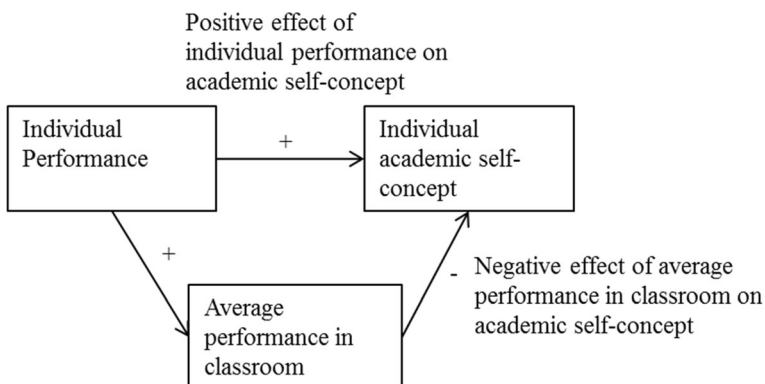 Positive effect of
individual performance on
academic self-concept
Individual
Performance
+
Individual
academic self-
concept
+
Average
performance in
classroom
-
Negative effect of average
performance in classroom on
academic self-concept